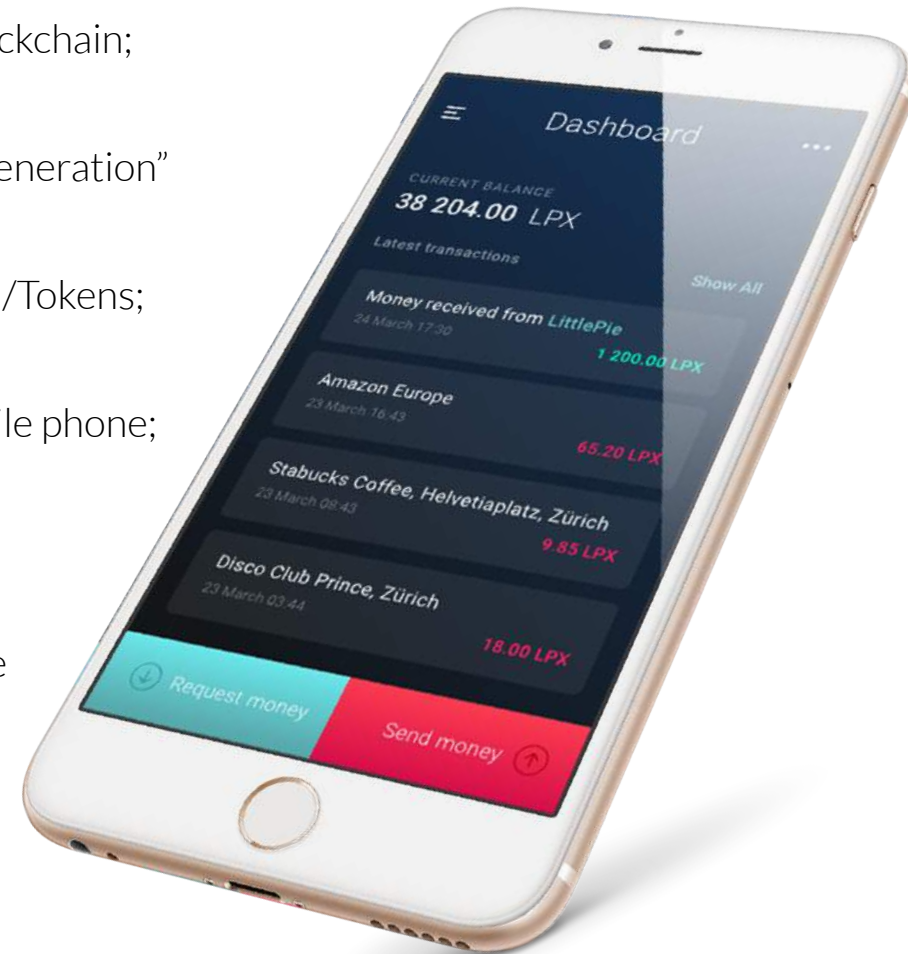 ckchain;
eneration”
/Tokens;
le phone;
e
Dashboard
CURRENT BALANCE
38 204.00 LPX
Latest transactions
Show All
Money received from LittlePie
24 March 17:30
1 200.00 LPX
Amazon Europe
23 March 16:43
65.20 LPX
Stabucks Coffee, Helvetiaplatz, Zürich
23 March 08:43
9.85 LPX
Disco Club Prince, Zürich
23 March 03:44
18.00 LPX
Request money
Send money